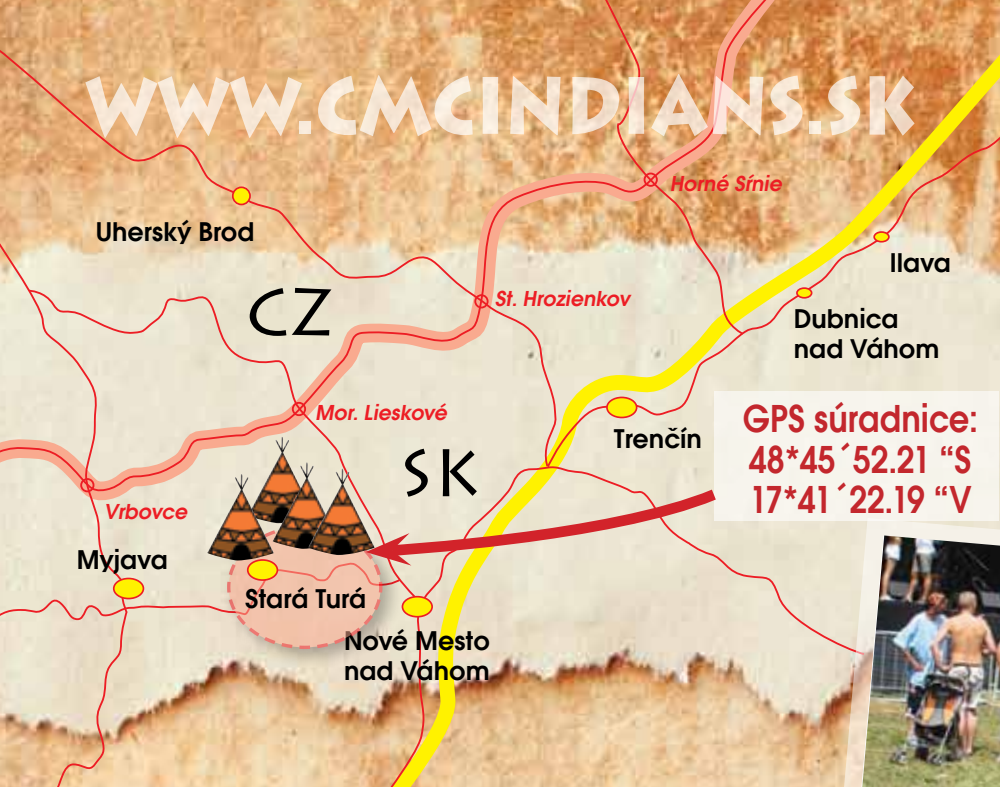 WWW.CMCINDIANS.SK
Horné Sŕnie
Uherský Brod
Ilava
CZ
St. Hrozienkov
Dubnica
nad Váhom
Mor. Lieskové
GPS súradnice:
48*45´52.21 “S
17*41´22.19 “V
Trenčín
SK
Vrbovce
Myjava
Stará Turá
Nové Mesto
nad Váhom